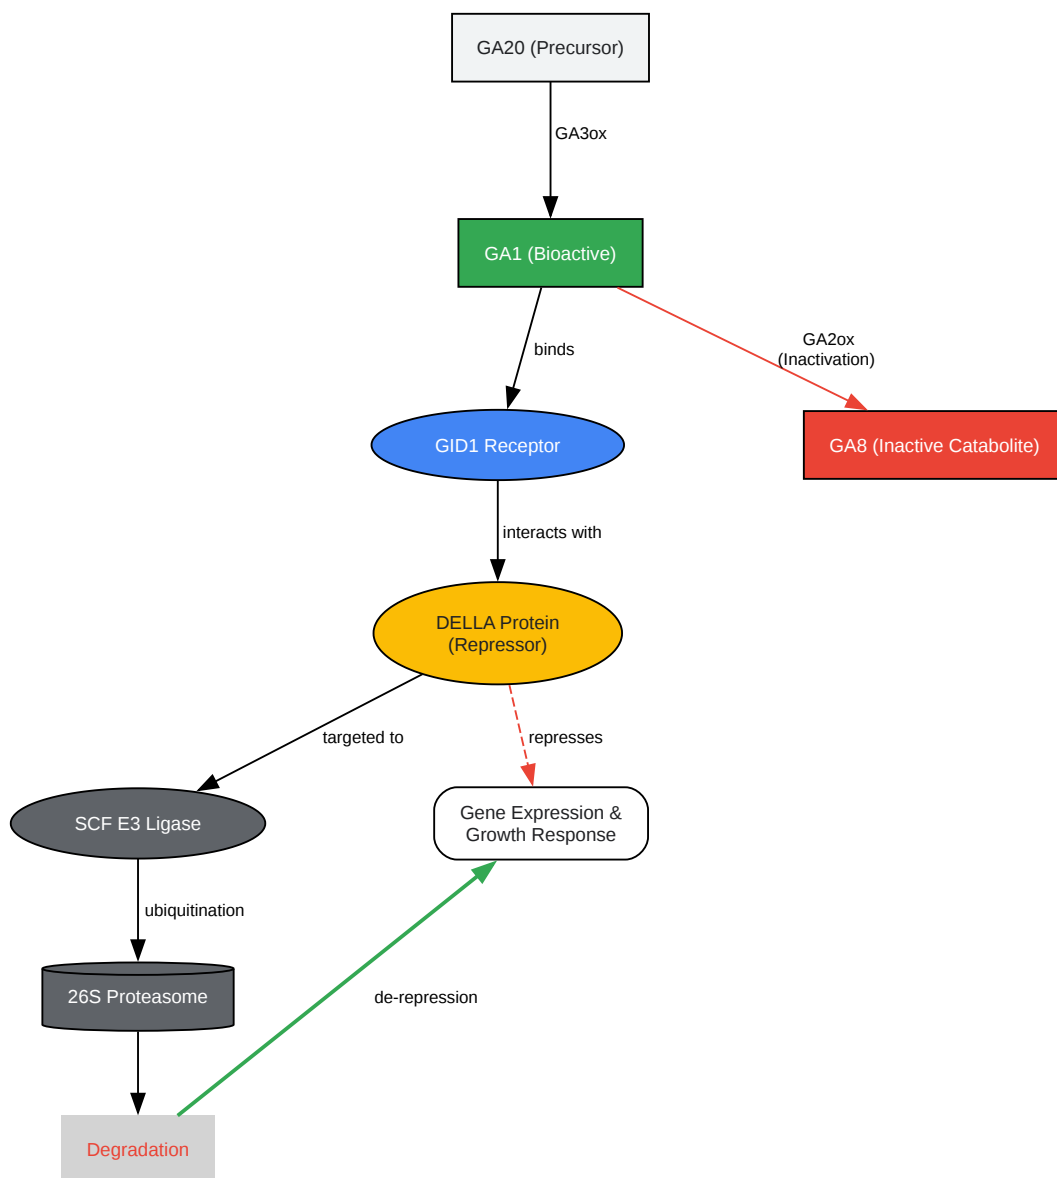 GA20 (Precursor)
GA3ox
GA1 (Bioactive)
binds
GA2ox
(Inactivation)
GID1 Receptor
GA8 (Inactive Catabolite)
interacts with
DELLA Protein
(Repressor)
targeted to
represses
SCF E3 Ligase
Gene Expression &
Growth Response
ubiquitination
26S Proteasome
de-repression
Degradation